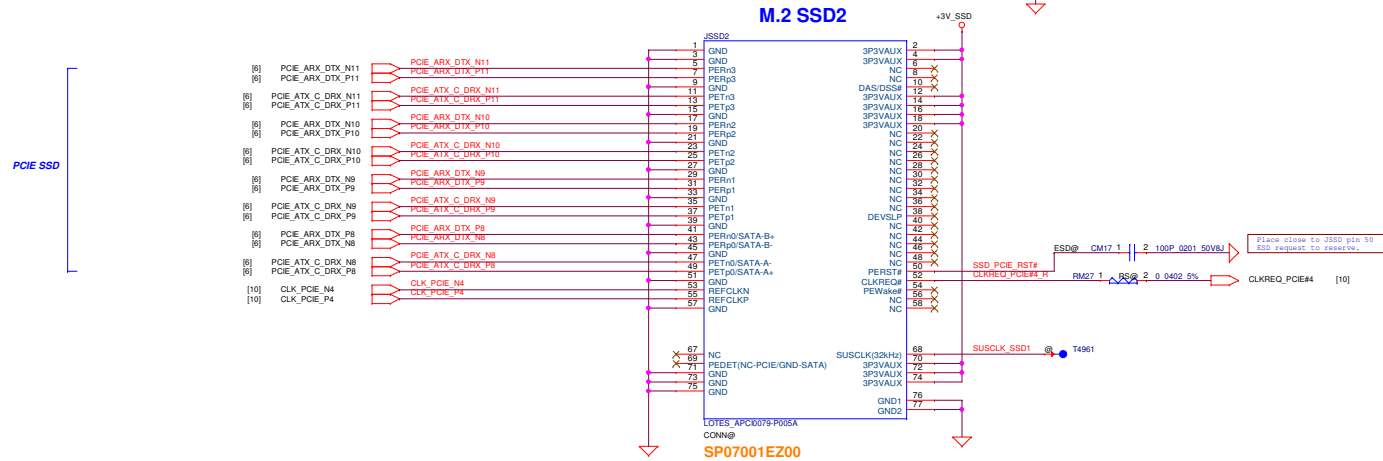 M.2 SSD2
+3V_SSD
JSSD2
1 GND 3P3VAUX 2
3 GND 3P3VAUX 4
[6] PCIE_ARX_DTX_N11 PCIE_ARX_DTX_N11 5 PERn3 NC 6
[6] PCIE_ARX_DTX_P11 PCIE_ARX_DTX_P11 7 PERp3 NC 8
9 GND DAS/DSS# 10
[6] PCIE_ATX_C_DRX_N11 PCIE_ATX_C_DRX_N11 11 PETn3 3P3VAUX 12
[6] PCIE_ATX_C_DRX_P11 PCIE_ATX_C_DRX_P11 13 PETp3 3P3VAUX 14
15 GND 3P3VAUX 16
[6] PCIE_ARX_DTX_N10 PCIE_ARX_DTX_N10 17 PERn2 3P3VAUX 18
[6] PCIE_ARX_DTX_P10 PCIE_ARX_DTX_P10 19 PERp2 NC 20
21 GND NC 22
[6] PCIE_ATX_C_DRX_N10 PCIE_ATX_C_DRX_N10 23 PETn2 NC 24
[6] PCIE_ATX_C_DRX_P10 PCIE_ATX_C_DRX_P10 25 PETp2 NC 26
PCIE SSD
27 GND NC 28
[6] PCIE_ARX_DTX_N9 PCIE_ARX_DTX_N9 29 PERn1 NC 30
[6] PCIE_ARX_DTX_P9 PCIE_ARX_DTX_P9 31 PERp1 NC 32
33 GND NC 34
[6] PCIE_ATX_C_DRX_N9 PCIE_ATX_C_DRX_N9 35 PETn1 NC 36
[6] PCIE_ATX_C_DRX_P9 PCIE_ATX_C_DRX_P9 37 PETp1 DEVSLP 38
39 GND NC 40
[6] PCIE_ARX_DTX_P8 PCIE_ARX_DTX_P8 41 PERn0/SATA-B+ NC 42
[6] PCIE_ARX_DTX_N8 PCIE_ARX_DTX_N8 43 PERp0/SATA-B- NC 44
45 GND NC 46
[6] PCIE_ATX_C_DRX_N8 PCIE_ATX_C_DRX_N8 47 PETn0/SATA-A- NC 48
[6] PCIE_ATX_C_DRX_P8 PCIE_ATX_C_DRX_P8 49 PETp0/SATA-A+ PERST# 50 SSD_PCIE_RST#
ESD@ CM17 1 2 100P_0201_50V8J
Place close to JSSD pin 50
ESD request to reserve.
51 GND CLKREQ# 52 CLKREQ_PCIE#4_R RM27 1 RS@ 2 0_0402_5% CLKREQ_PCIE#4 [10]
[10] CLK_PCIE_N4 CLK_PCIE_N4 53 REFCLKN PEWake# 54
[10] CLK_PCIE_P4 CLK_PCIE_P4 55 REFCLKP NC 56
57 GND NC 58
67 NC SUSCLK(32kHz) 68 SUSCLK_SSD1 @ T4961
69 PEDET(NC-PCIE/GND-SATA) 3P3VAUX 70
71 GND 3P3VAUX 72
73 GND 3P3VAUX 74
75 GND
GND1 76
GND2 77
LOTES_APCI0079-P005A
CONN@
SP07001EZ00